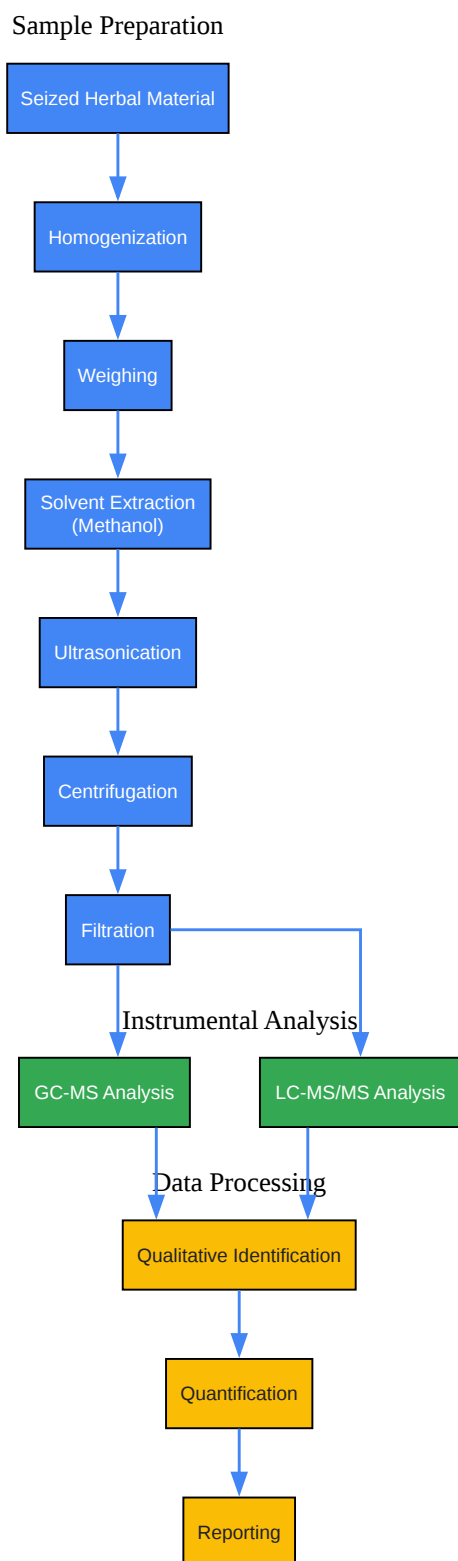 Sample Preparation
Seized Herbal Material
Homogenization
Weighing
Solvent Extraction
(Methanol)
Ultrasonication
Centrifugation
Filtration
Instrumental Analysis
GC-MS Analysis
LC-MS/MS Analysis
Data Processing
Qualitative Identification
Quantification
Reporting